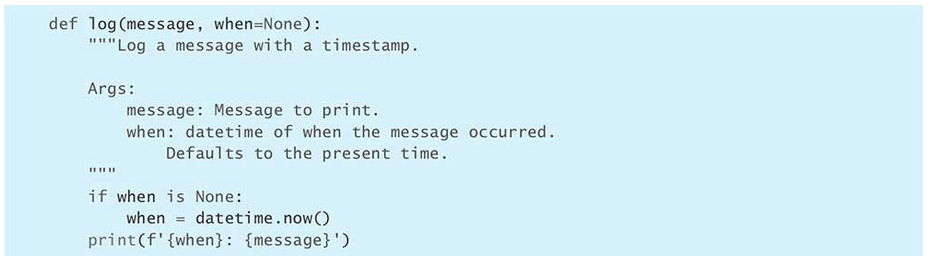 def log(message, when=None):
    """Log a message with a timestamp.

    Args:
        message: Message to print.
        when: datetime of when the message occurred.
            Defaults to the present time.
    """
    if when is None:
        when = datetime.now()
    print(f'{when}: {message}')